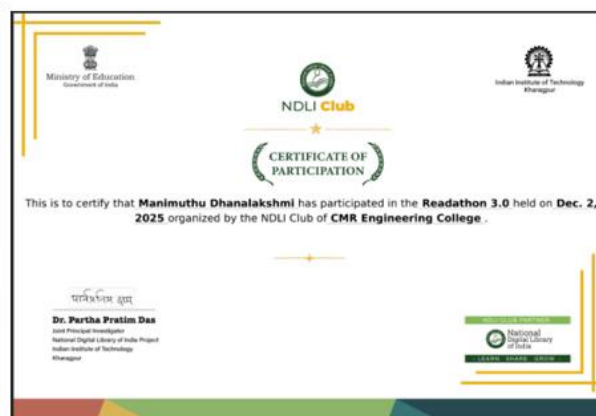 Ministry of Education
Government of India
NDLI Club
Indian Institute of Technology
Kharagpur
CERTIFICATE OF
PARTICIPATION
This is to certify that Manimuthu Dhanalakshmi has participated in the Readathon 3.0 held on Dec. 2,
2025 organized by the NDLI Club of CMR Engineering College .
Dr. Partha Pratim Das
Joint Principal Investigator
National Digital Library of India Project
Indian Institute of Technology
Kharagpur
NDLI CLUB PARTNER
National
Digital Library
of India
LEARN SHARE GROW